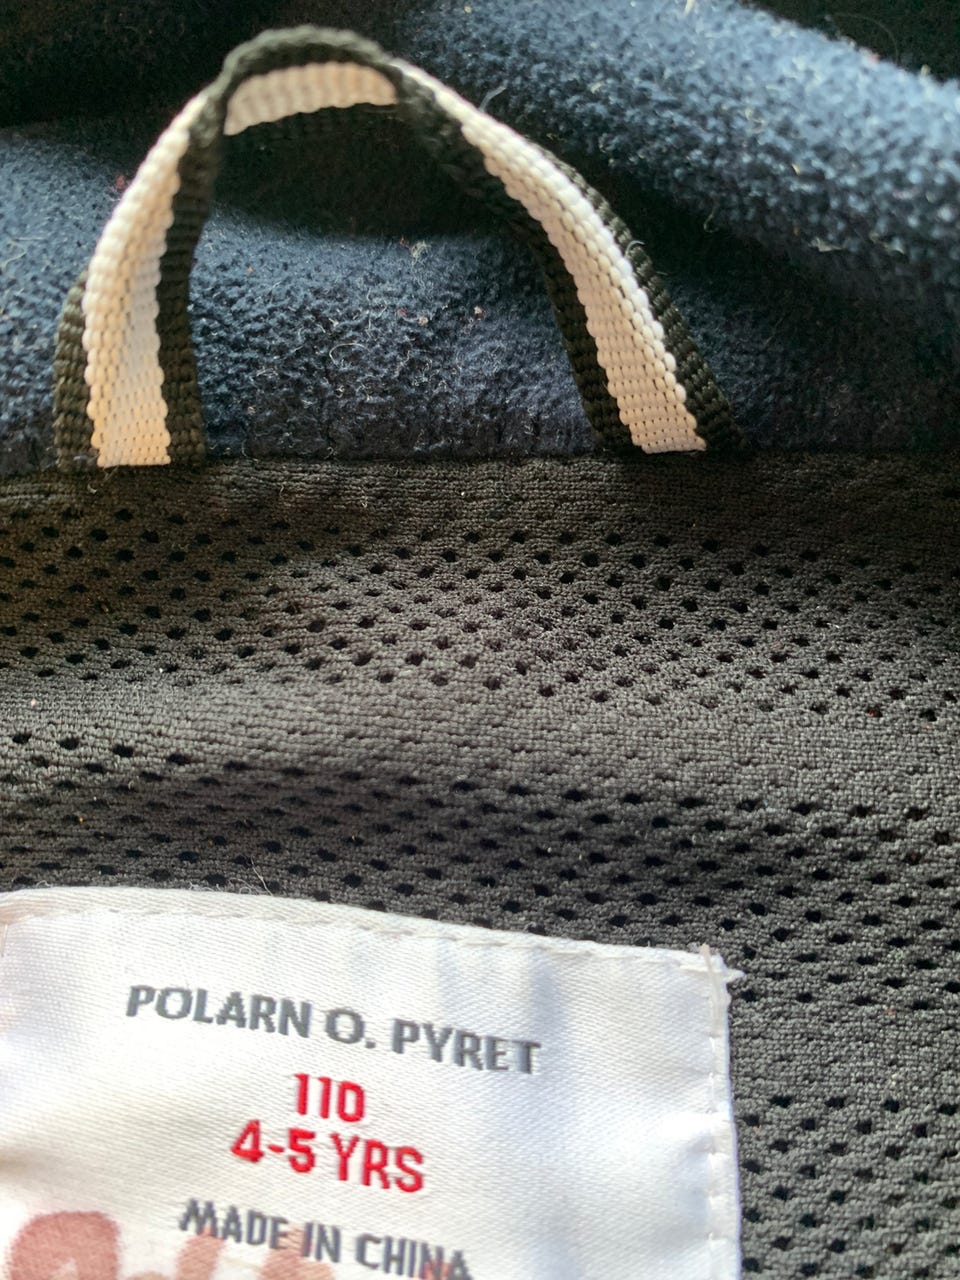 POLARN O. PYRET
110
4-5 YRS
MADE IN CHINA